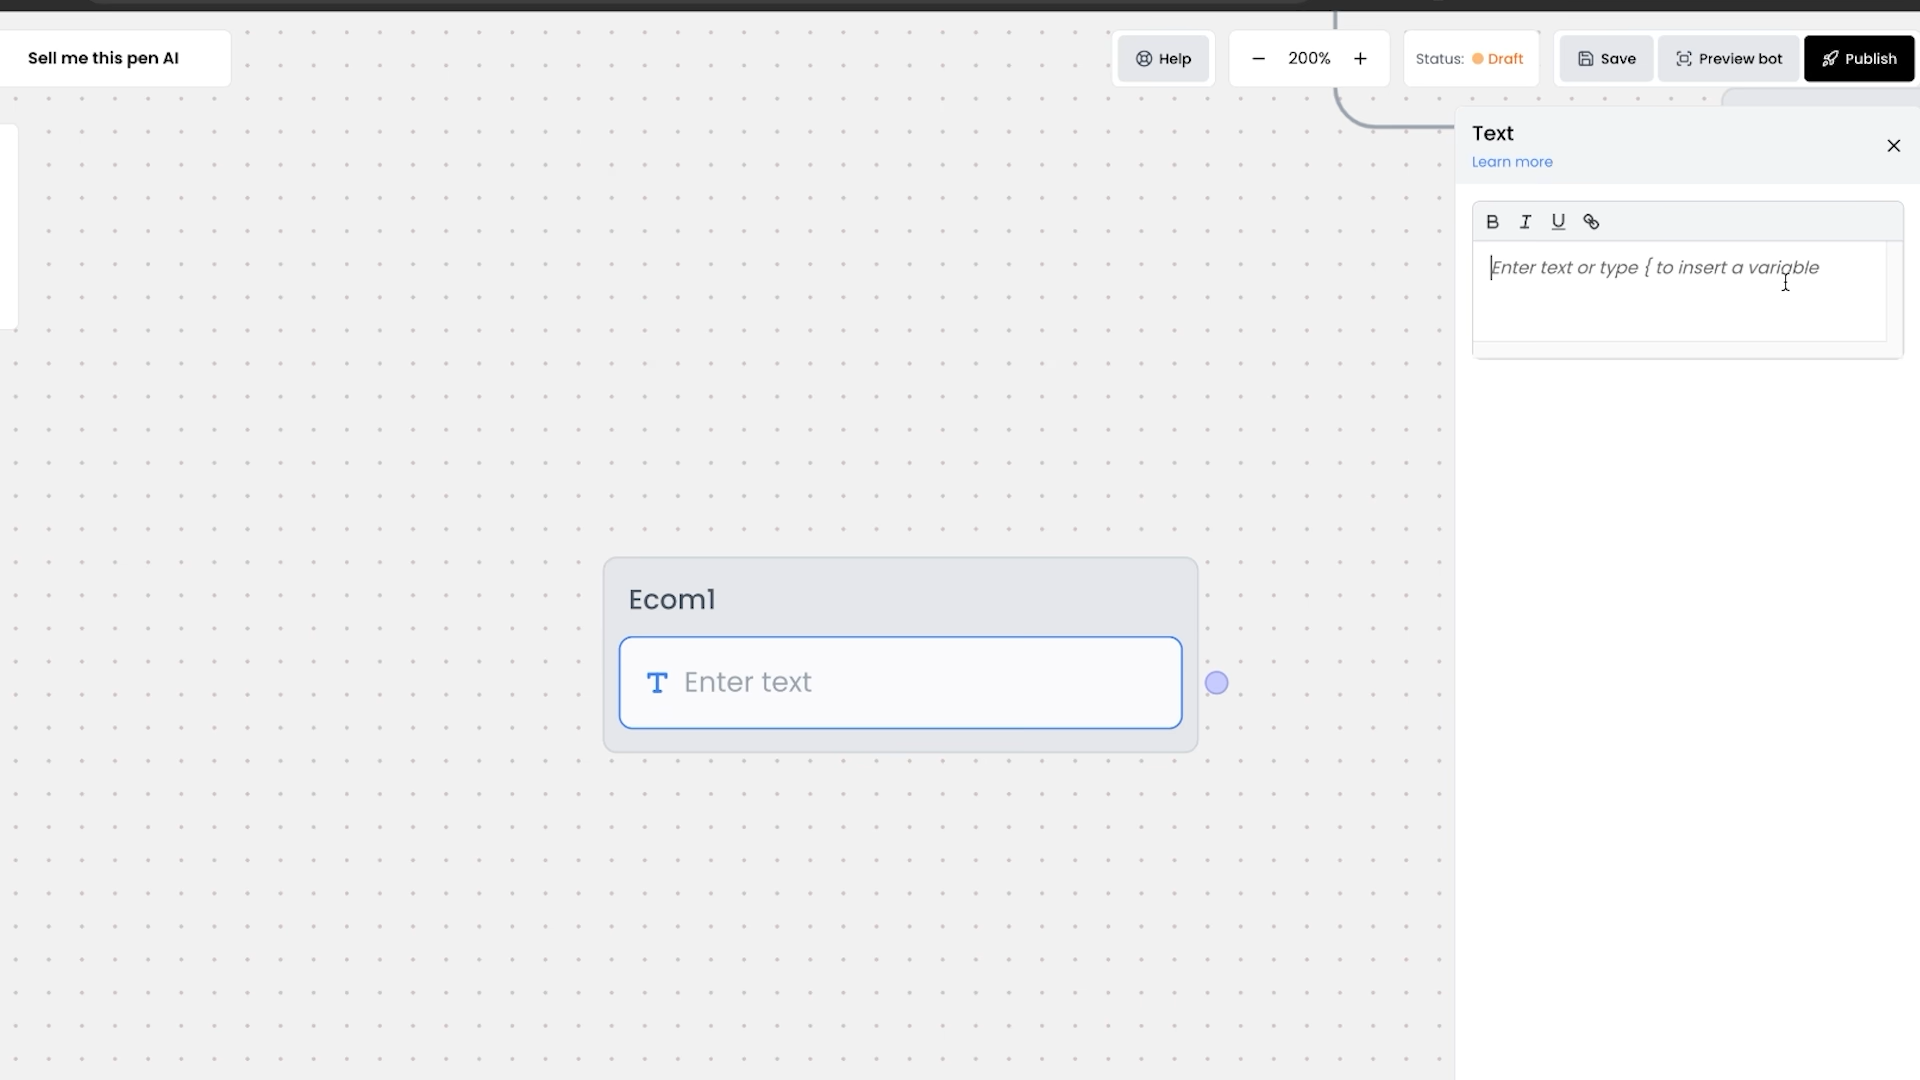 Sell me this pen AI
Help
200%
Status: Draft
Save
Preview bot
Publish
Text
Learn more
B I U
Enter text or type { to insert a variable
Ecom1
T Enter text